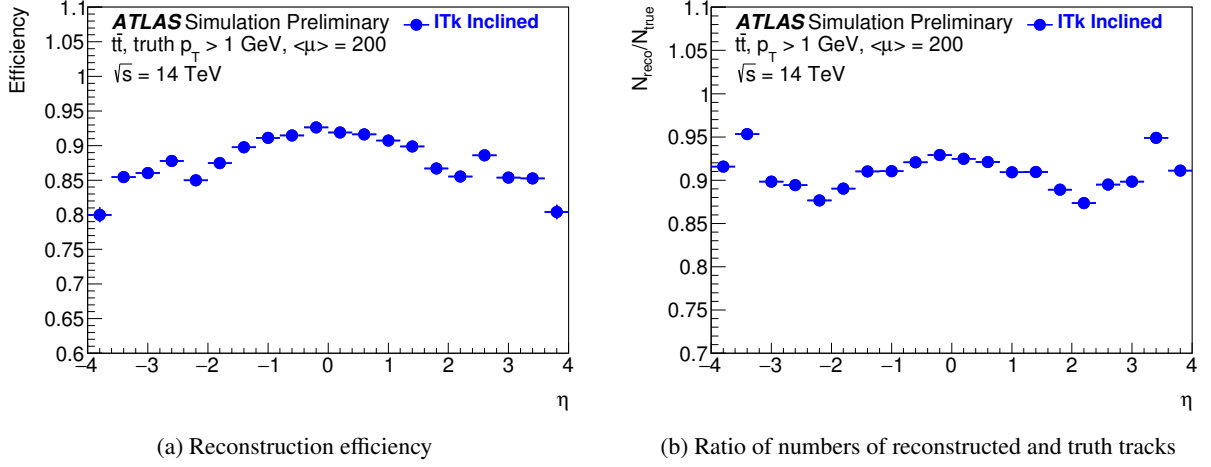 ATLAS Simulation Preliminary
ITk Inclined
tt̄, truth p_T > 1 GeV, <μ> = 200
√s = 14 TeV
Efficiency
1.1
1.05
1
0.95
0.9
0.85
0.8
0.75
0.7
0.65
0.6
−4 −3 −2 −1 0 1 2 3 4
η
(a) Reconstruction efficiency
ATLAS Simulation Preliminary
ITk Inclined
tt̄, p_T > 1 GeV, <μ> = 200
√s = 14 TeV
N_reco/N_true
1.1
1.05
1
0.95
0.9
0.85
0.8
0.75
0.7
−4 −3 −2 −1 0 1 2 3 4
η
(b) Ratio of numbers of reconstructed and truth tracks